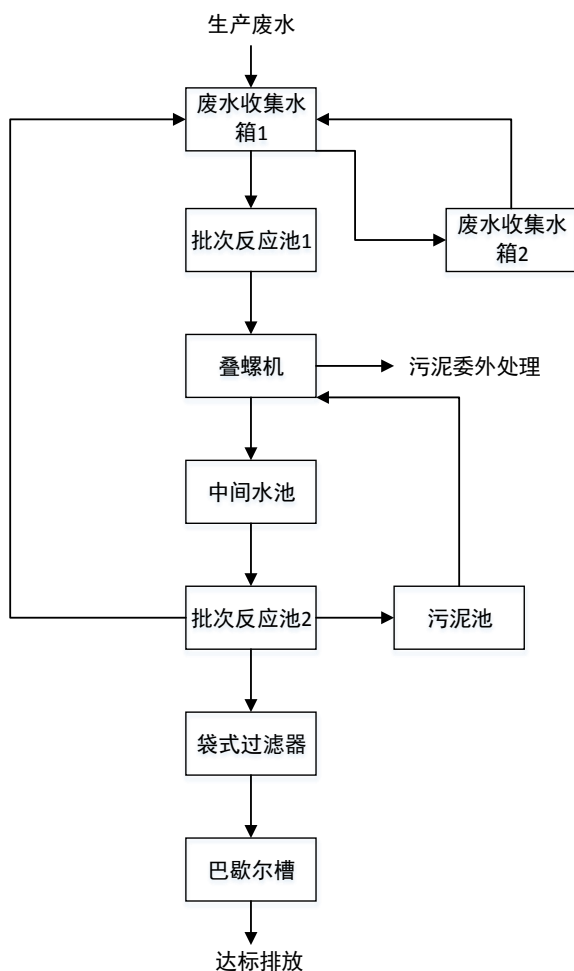 生产废水
废水收集水
箱1
批次反应池1
废水收集水
箱2
叠螺机
污泥委外处理
中间水池
批次反应池2
污泥池
袋式过滤器
巴歇尔槽
达标排放